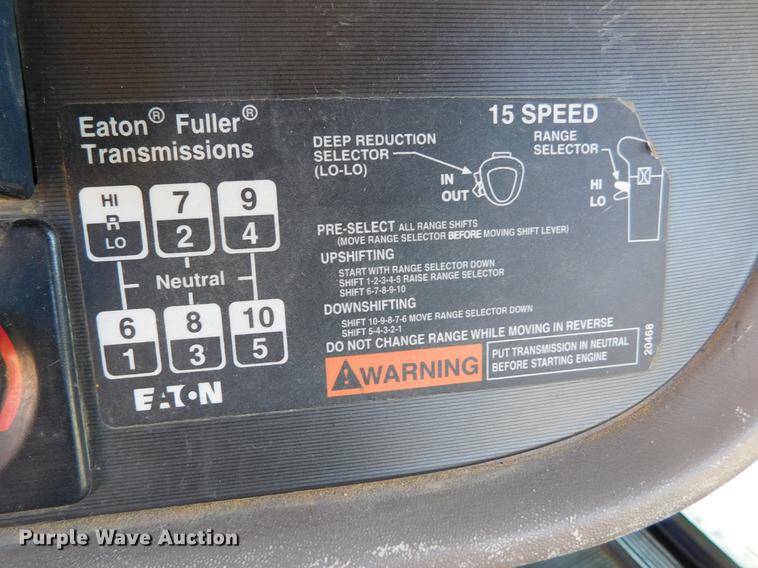 Eaton® Fuller®
Transmissions
15 SPEED
DEEP REDUCTION
SELECTOR
(LO-LO)
IN
OUT
RANGE
SELECTOR
HI
LO
HI
R
LO
7
2
9
4
Neutral
6
1
8
3
10
5
PRE-SELECT ALL RANGE SHIFTS
(MOVE RANGE SELECTOR BEFORE MOVING SHIFT LEVER)
UPSHIFTING
START WITH RANGE SELECTOR DOWN
SHIFT 1-2-3-4-5 RAISE RANGE SELECTOR
SHIFT 6-7-8-9-10
DOWNSHIFTING
SHIFT 10-9-8-7-6 MOVE RANGE SELECTOR DOWN
SHIFT 5-4-3-2-1
DO NOT CHANGE RANGE WHILE MOVING IN REVERSE
WARNING
PUT TRANSMISSION IN NEUTRAL
BEFORE STARTING ENGINE
20468
EATON
Purple Wave Auction